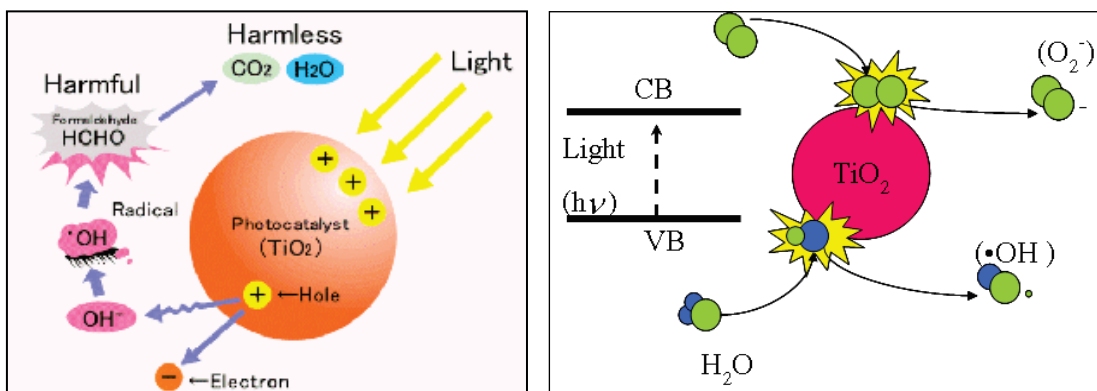 Harmless
CO₂ H₂O
Light
Harmful
Formaldehyde
HCHO
Radical
•OH
Photocatalyst
(TiO₂)
+
+
+
+ ←Hole
OH⁻
− ←Electron
CB
Light
(hν)
VB
TiO₂
(O₂⁻)
-
(•OH )
H₂O